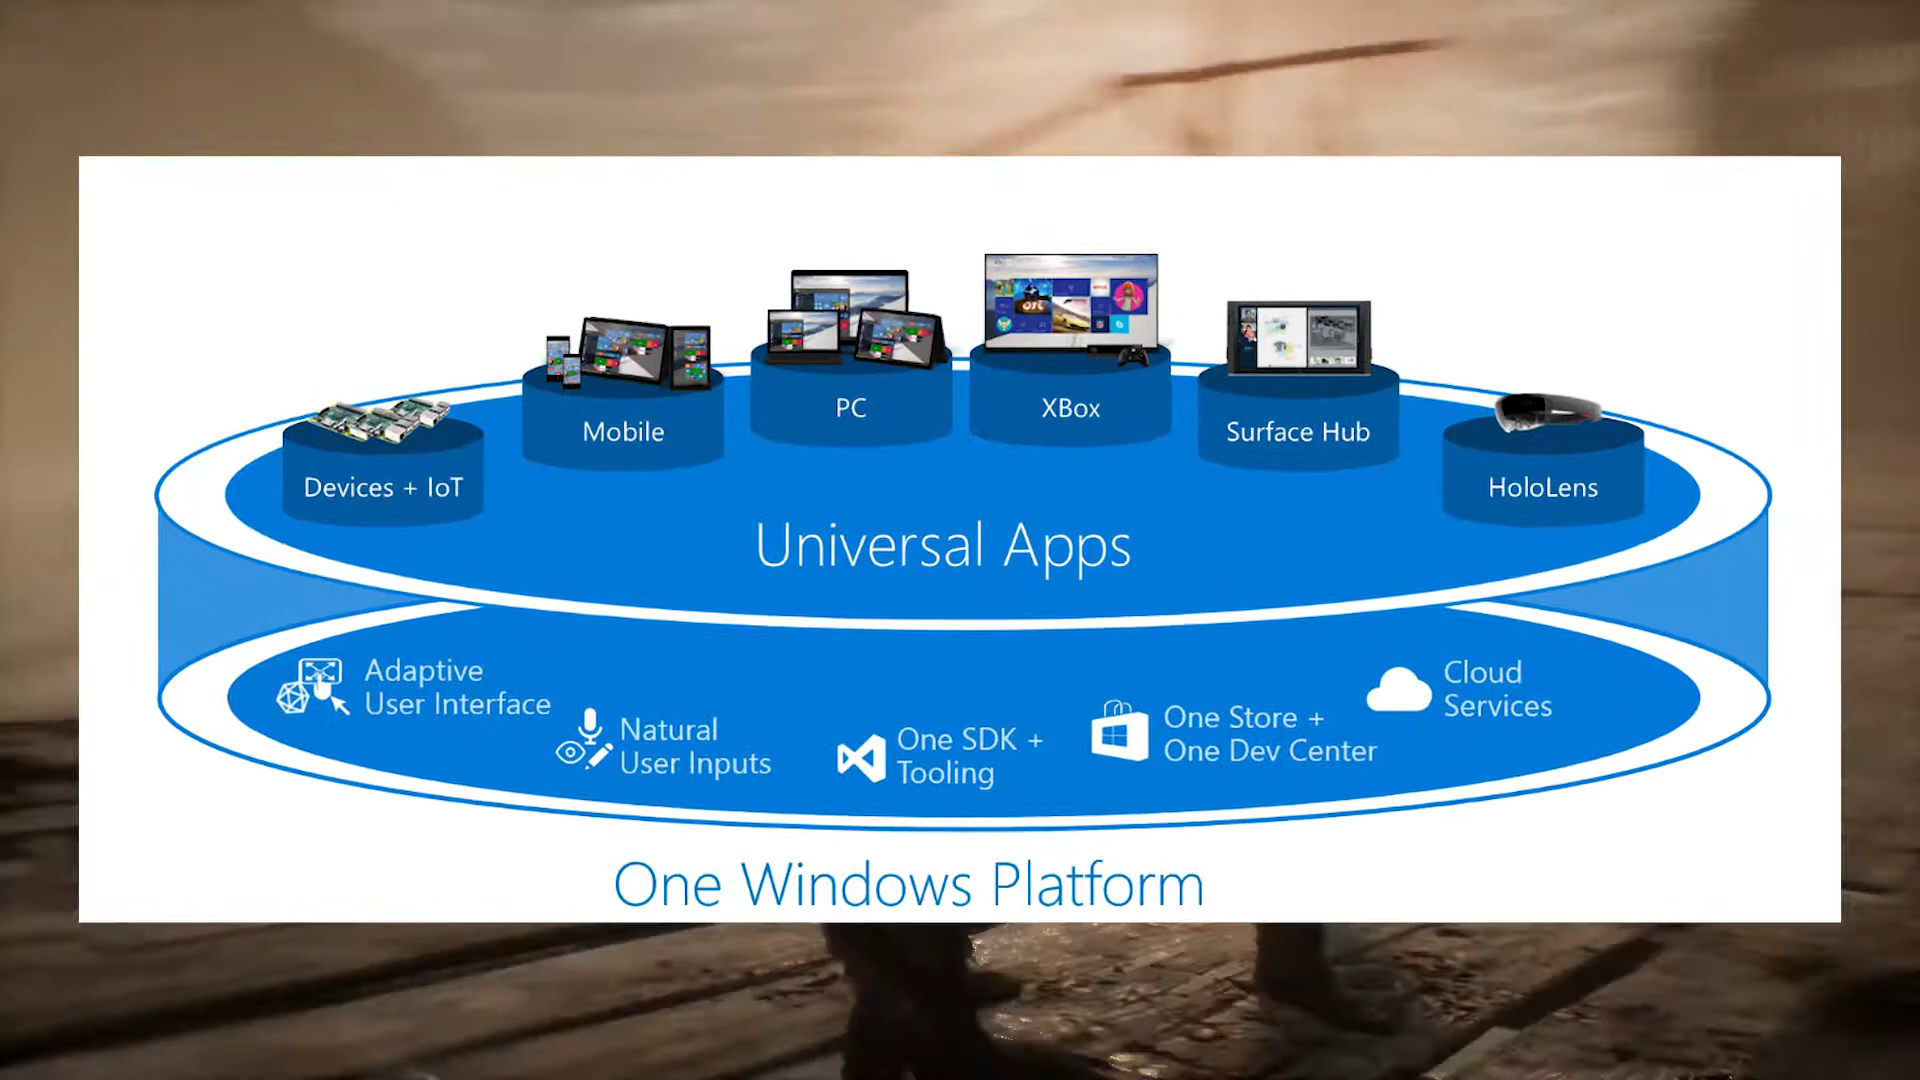 Devices + IoT
Mobile
PC
XBox
Surface Hub
HoloLens
Universal Apps
Adaptive
User Interface
Natural
User Inputs
One SDK +
Tooling
One Store +
One Dev Center
Cloud
Services
One Windows Platform